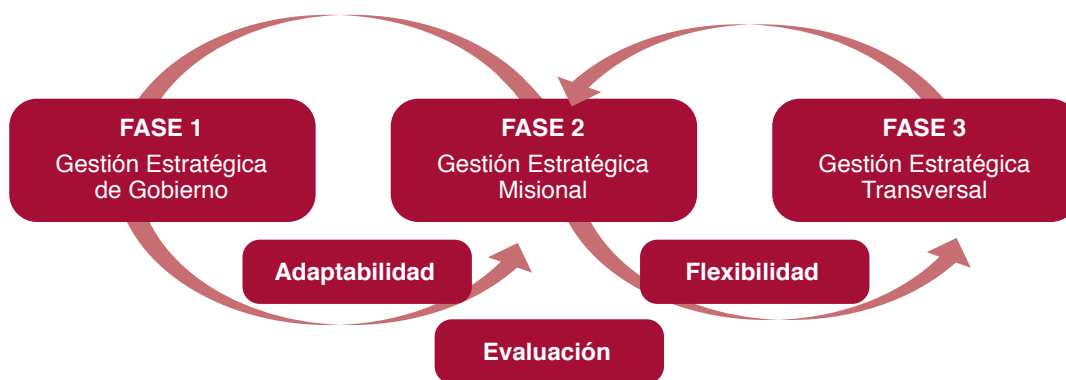 FASE 1
Gestión Estratégica
de Gobierno
FASE 2
Gestión Estratégica
Misional
FASE 3
Gestión Estratégica
Transversal
Adaptabilidad
Flexibilidad
Evaluación